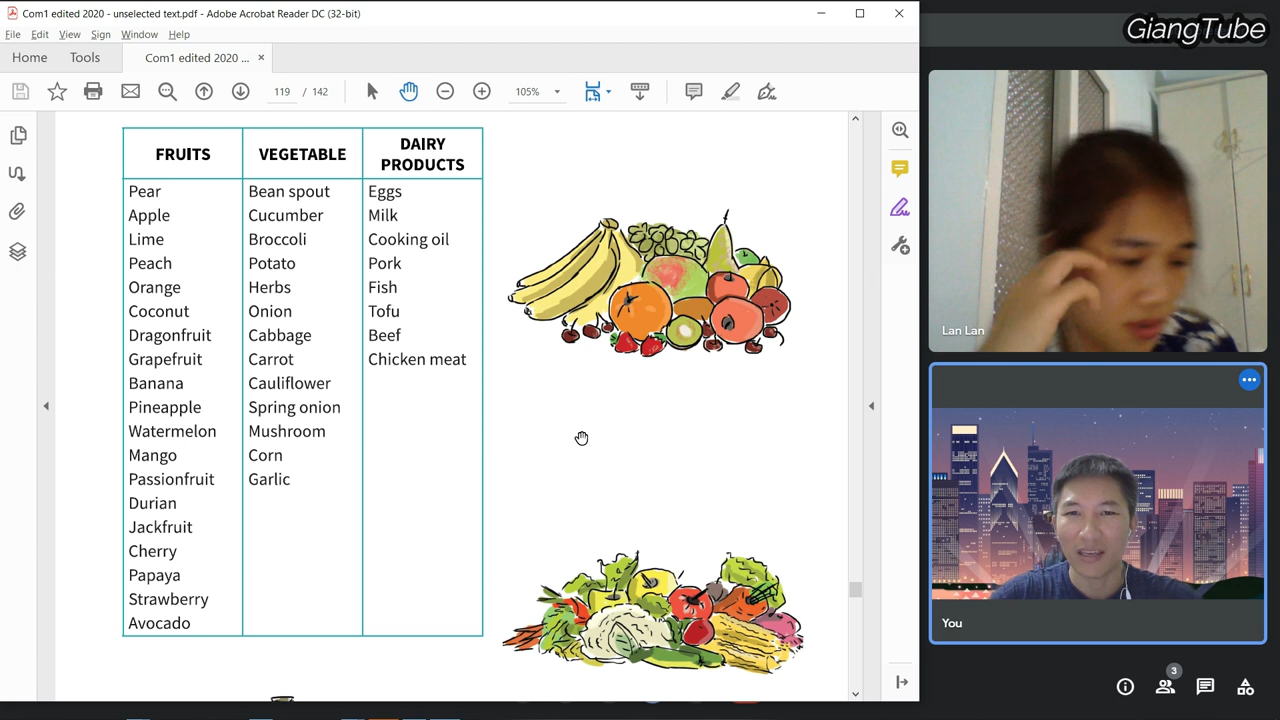 Com1 edited 2020 - unselected text.pdf - Adobe Acrobat Reader DC (32-bit)
GiangTube
File Edit View Sign Window Help
Home Tools Com1 edited 2020 ... ×
119 / 142 105%
FRUITS VEGETABLE DAIRY PRODUCTS
Pear Bean spout Eggs
Apple Cucumber Milk
Lime Broccoli Cooking oil
Peach Potato Pork
Orange Herbs Fish
Coconut Onion Tofu
Dragonfruit Cabbage Beef
Grapefruit Carrot Chicken meat
Banana Cauliflower
Pineapple Spring onion
Watermelon Mushroom
Mango Corn
Passionfruit Garlic
Durian
Jackfruit
Cherry
Papaya
Strawberry
Avocado
Lan Lan
You
3